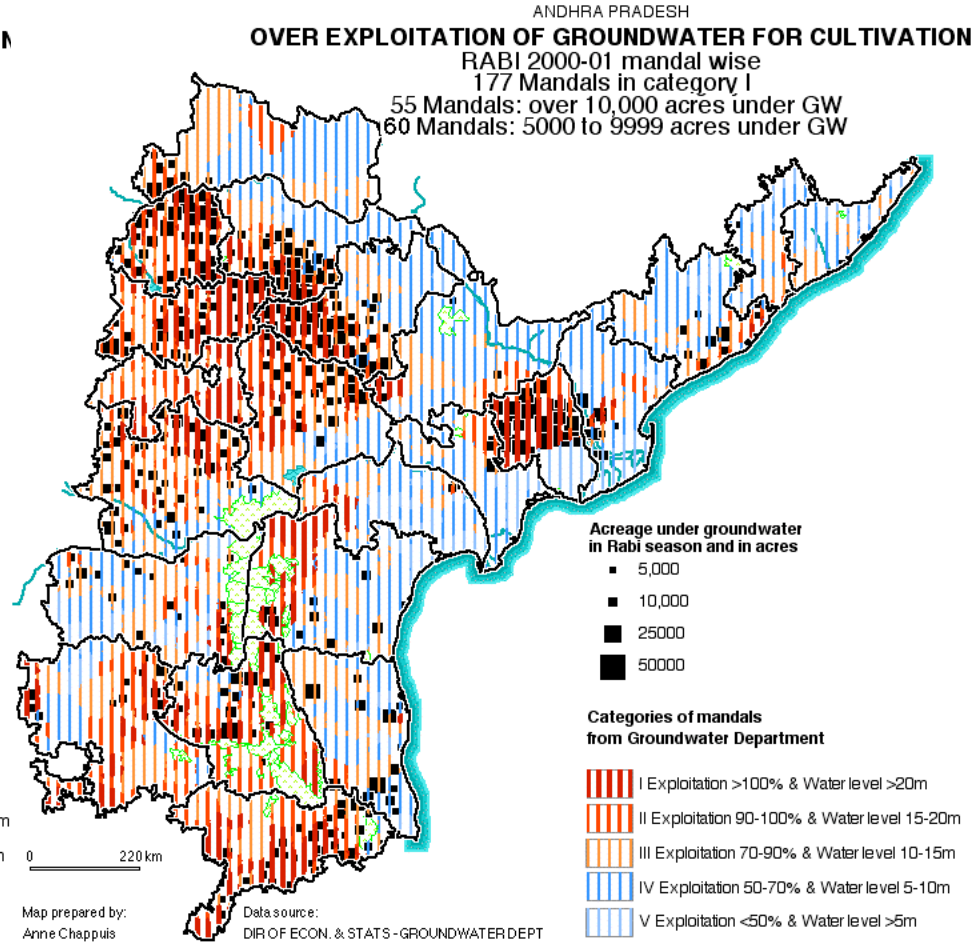 ANDHRA PRADESH
OVER EXPLOITATION OF GROUNDWATER FOR CULTIVATION
RABI 2000-01 mandal wise
177 Mandals in category I
55 Mandals: over 10,000 acres under GW
60 Mandals: 5000 to 9999 acres under GW
Acreage under groundwater
in Rabi season and in acres
5,000
10,000
25000
50000
Categories of mandals
from Groundwater Department
I Exploitation >100% & Water level >20m
II Exploitation 90-100% & Water level 15-20m
III Exploitation 70-90% & Water level 10-15m
IV Exploitation 50-70% & Water level 5-10m
V Exploitation <50% & Water level >5m
0 220 km
Map prepared by:
Anne Chappuis
Data source:
DIR OF ECON. & STATS - GROUNDWATER DEPT